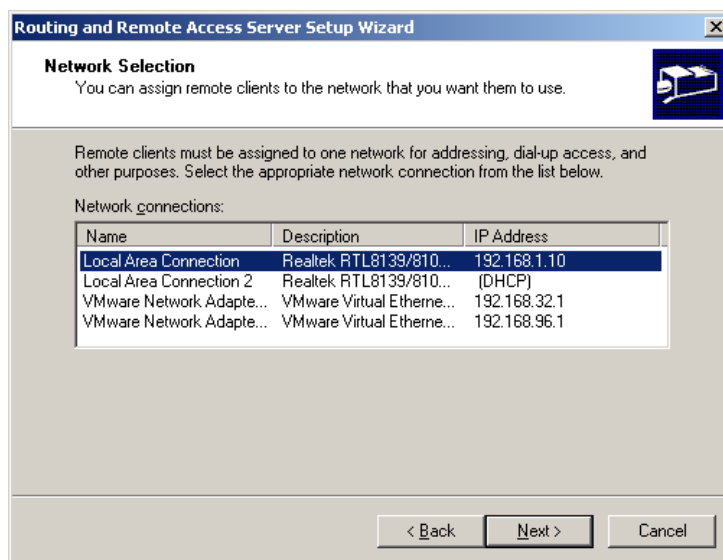 Routing and Remote Access Server Setup Wizard
Network Selection
You can assign remote clients to the network that you want them to use.
Remote clients must be assigned to one network for addressing, dial-up access, and
other purposes. Select the appropriate network connection from the list below.
Network connections:
Name Description IP Address
Local Area Connection Realtek RTL8139/810... 192.168.1.10
Local Area Connection 2 Realtek RTL8139/810... (DHCP)
VMware Network Adapte... VMware Virtual Etherne... 192.168.32.1
VMware Network Adapte... VMware Virtual Etherne... 192.168.96.1
< Back Next > Cancel